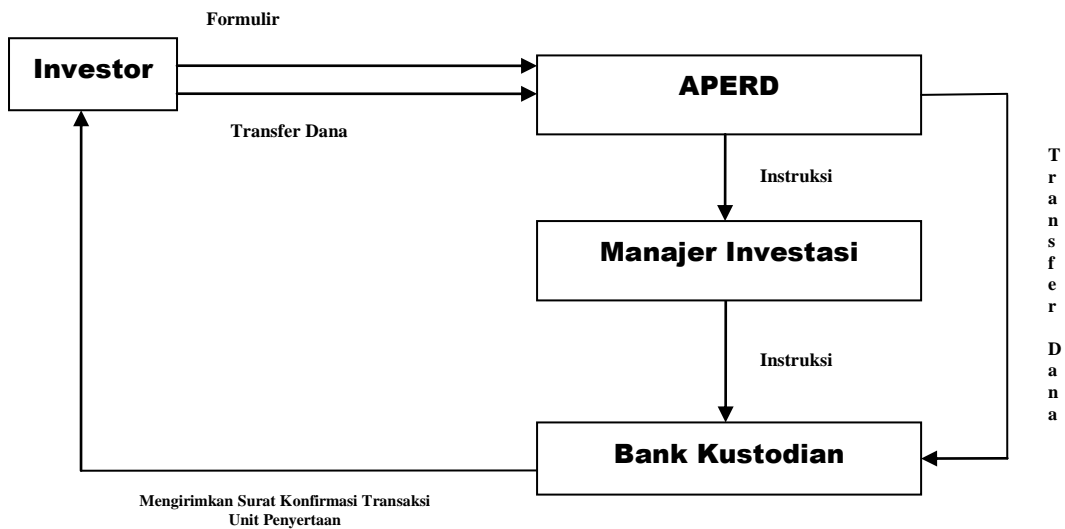 Formulir
Investor
APERD
Transfer Dana
Instruksi
Manajer Investasi
Instruksi
Transfer Dana
Bank Kustodian
Mengirimkan Surat Konfirmasi Transaksi
Unit Penyertaan